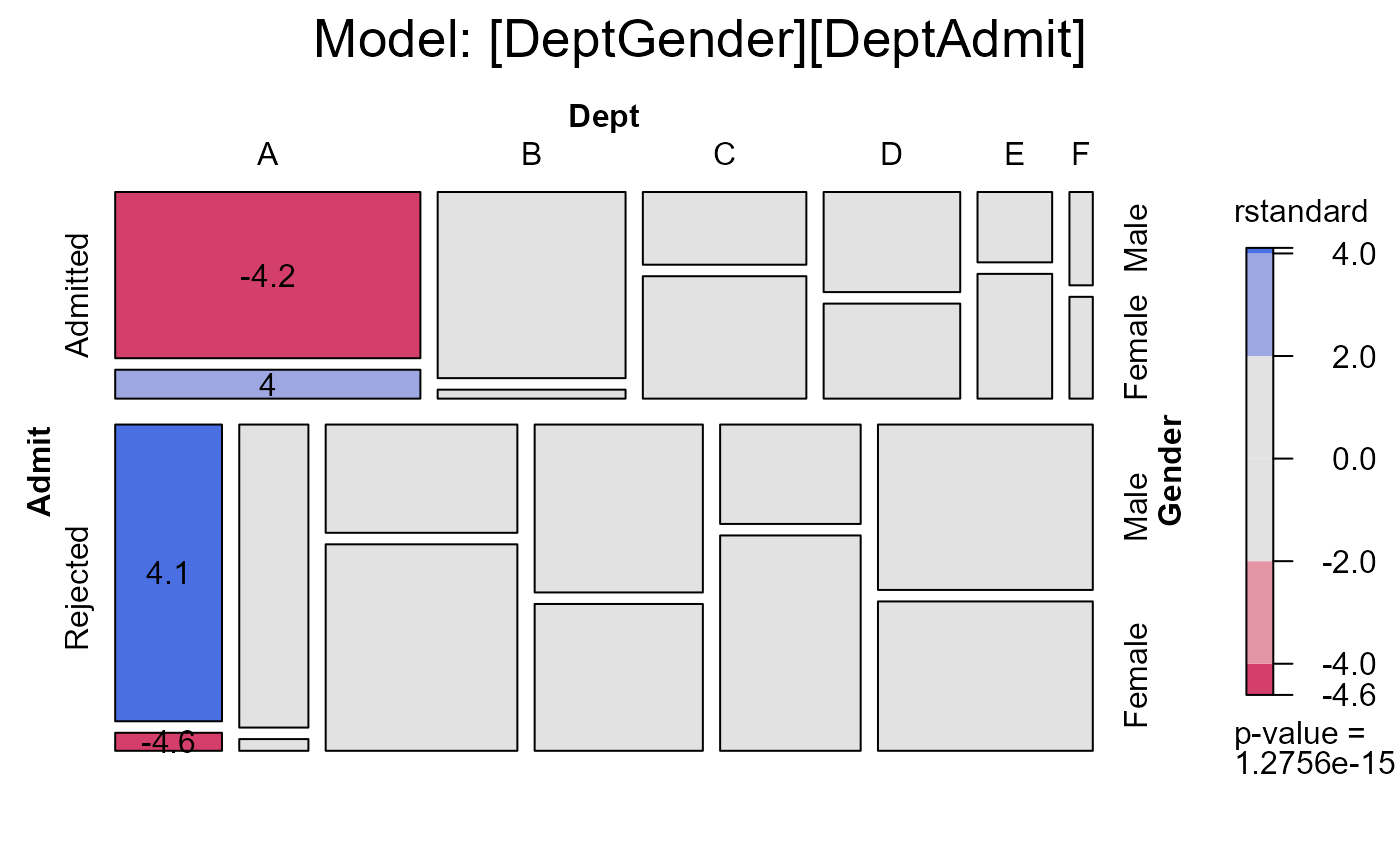 Model: [DeptGender][DeptAdmit]
Dept
A B C D E F
Admit
Admitted
Rejected
-4.2
4
4.1
-4.6
Male
Female
Male
Female
Gender
rstandard
4.0
2.0
0.0
-2.0
-4.0
-4.6
p-value =
1.2756e-15